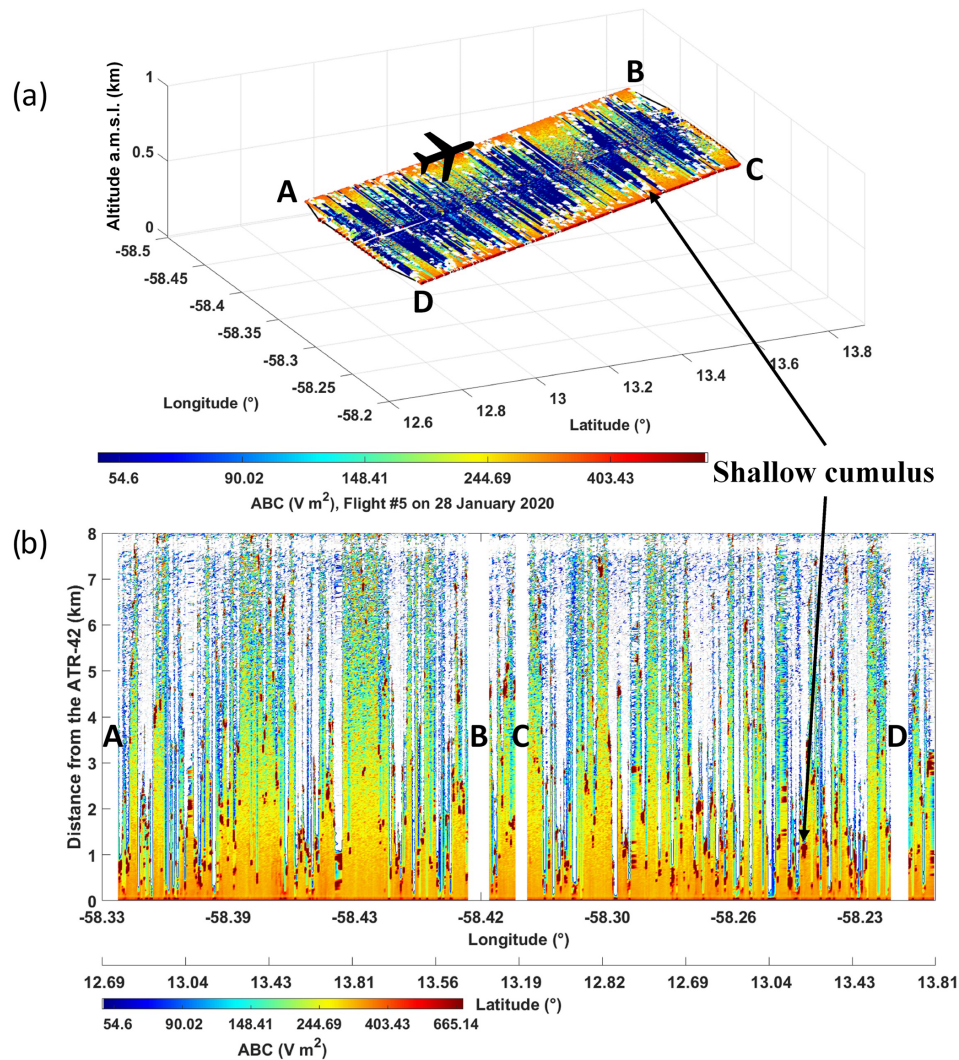 (a)
Altitude a.m.s.l. (km)
1
0.5
0
A
B
C
D
-58.5
-58.45
-58.4
-58.35
-58.3
-58.25
-58.2
Longitude (°)
12.6
12.8
13
13.2
13.4
13.6
13.8
Latitude (°)
54.6 90.02 148.41 244.69 403.43
ABC (V m²), Flight #5 on 28 January 2020
Shallow cumulus
(b)
Distance from the ATR-42 (km)
8
7
6
5
4
3
2
1
0
A B C D
-58.33 -58.39 -58.43 -58.42 -58.30 -58.26 -58.23
Longitude (°)
12.69 13.04 13.43 13.81 13.56 13.19 12.82 12.69 13.04 13.43 13.81
Latitude (°)
54.6 90.02 148.41 244.69 403.43 665.14
ABC (V m²)